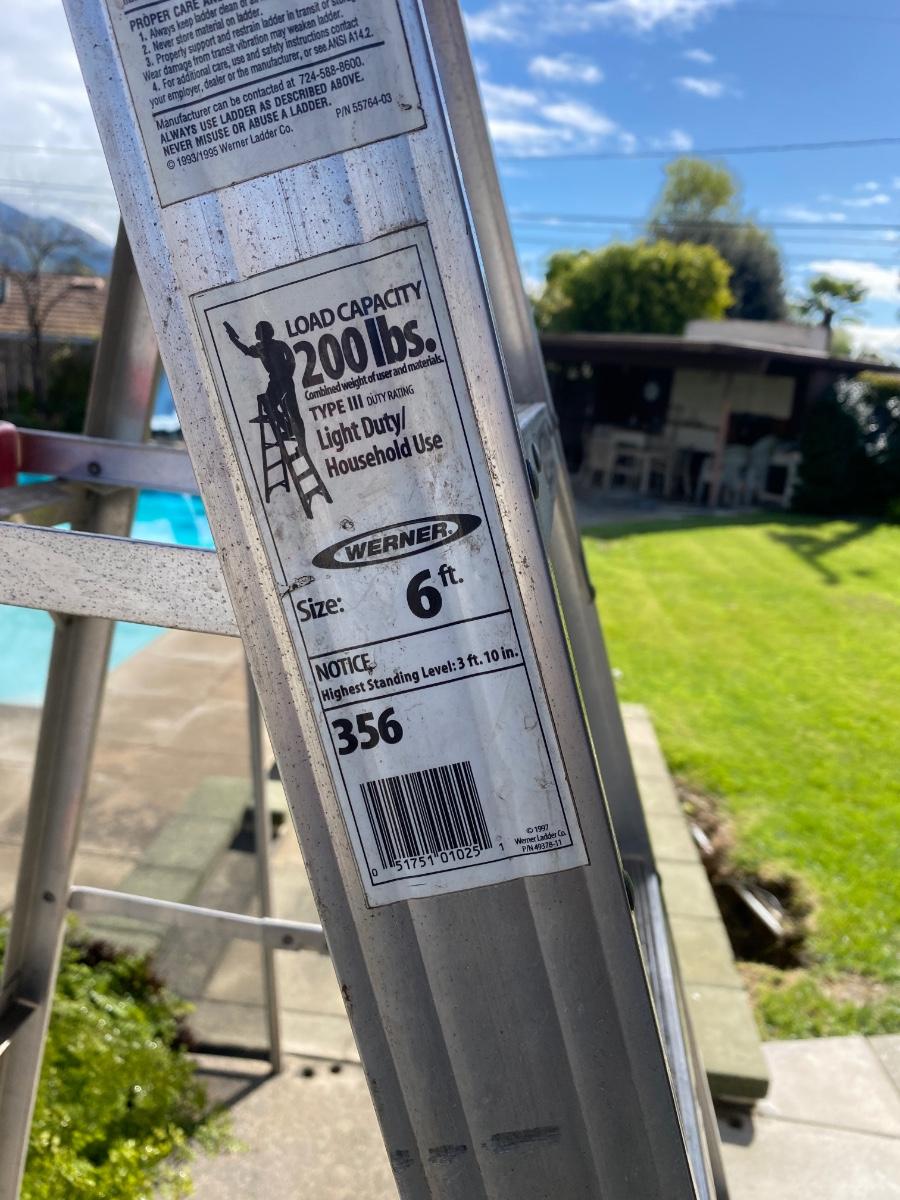 PROPER CARE AN
1. Always keep ladder clean of
2. Never store material on ladder.
3. Properly support and restrain ladder in transit or
Wear damage from transit vibration may weaken ladder.
4. For additional care, use and safety instructions contact
your employer, dealer or the manufacturer, or see ANSI A14.2.
Manufacturer can be contacted at 724-588-8600.
ALWAYS USE LADDER AS DESCRIBED ABOVE.
NEVER MISUSE OR ABUSE A LADDER.
© 1993/1995 Werner Ladder Co. P/N 55764-03
LOAD CAPACITY
200 lbs.
Combined weight of user and materials.
TYPE III DUTY RATING
Light Duty/
Household Use
WERNER®
Size: 6 ft.
NOTICE
Highest Standing Level: 3 ft. 10 in.
356
© 1997
Werner Ladder Co.
P/N 49378-11
0 51751 01025 1